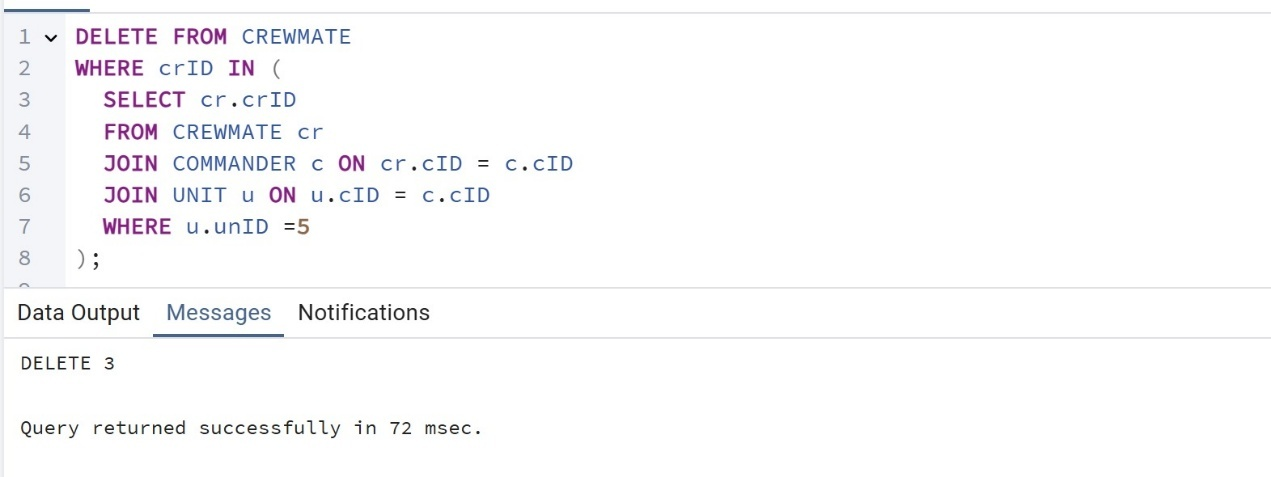 1 DELETE FROM CREWMATE
2 WHERE crID IN (
3 SELECT cr.crID
4 FROM CREWMATE cr
5 JOIN COMMANDER c ON cr.cID = c.cID
6 JOIN UNIT u ON u.cID = c.cID
7 WHERE u.unID =5
8 );
Data Output Messages Notifications
DELETE 3
Query returned successfully in 72 msec.